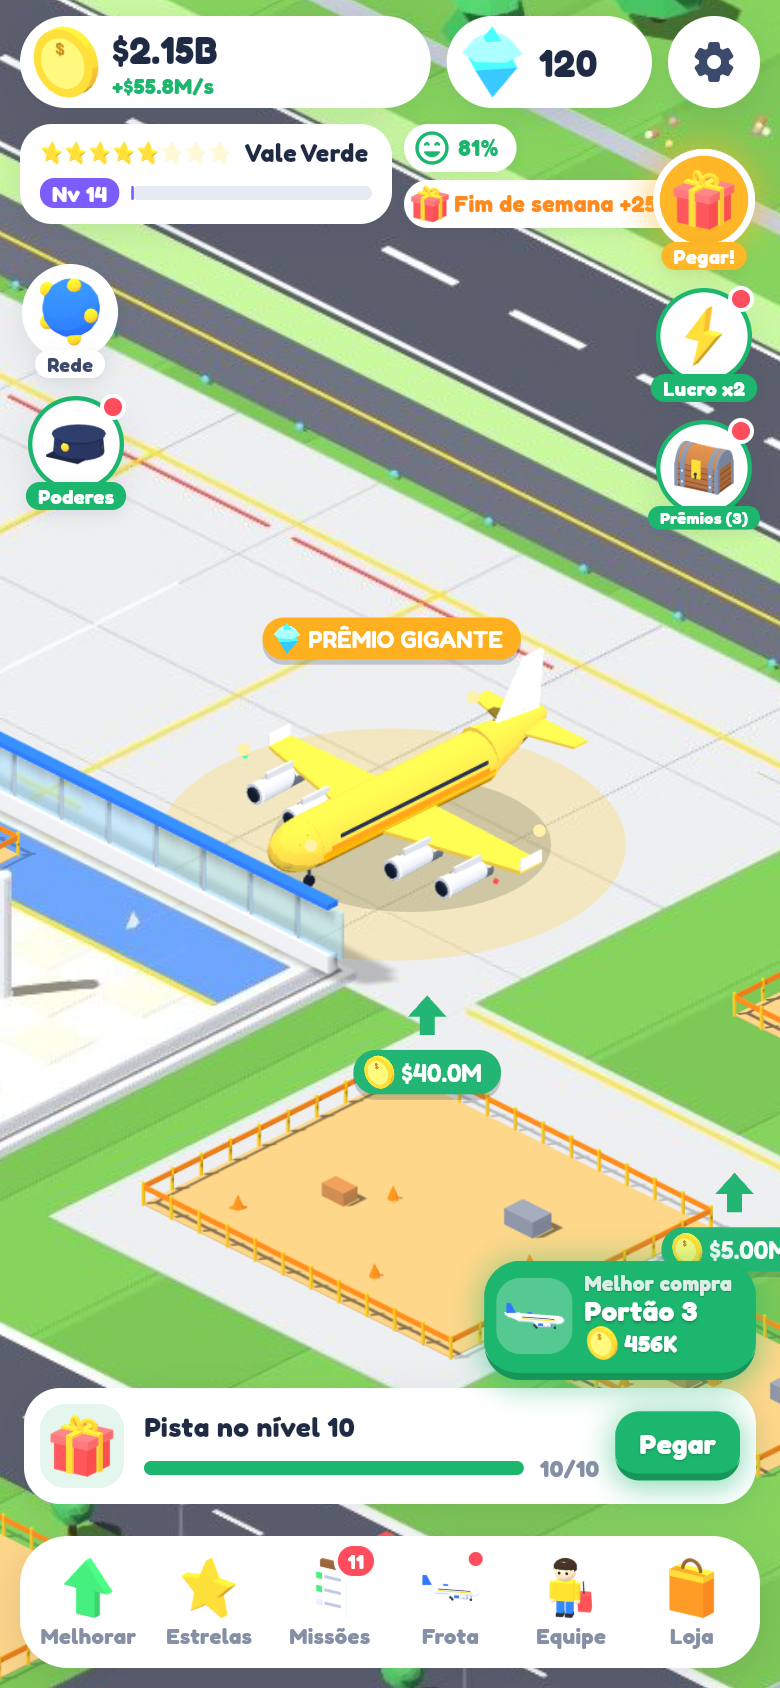 $2.15B
+$55.8M/s
120
Vale Verde
Nv 14
81%
Fim de semana +25
Pegar!
Rede
Lucro x2
Poderes
Prêmios (3)
PRÊMIO GIGANTE
$40.0M
$5.00M
Melhor compra
Portão 3
456K
Pista no nível 10
10/10
Pegar
11
Melhorar
Estrelas
Missões
Frota
Equipe
Loja